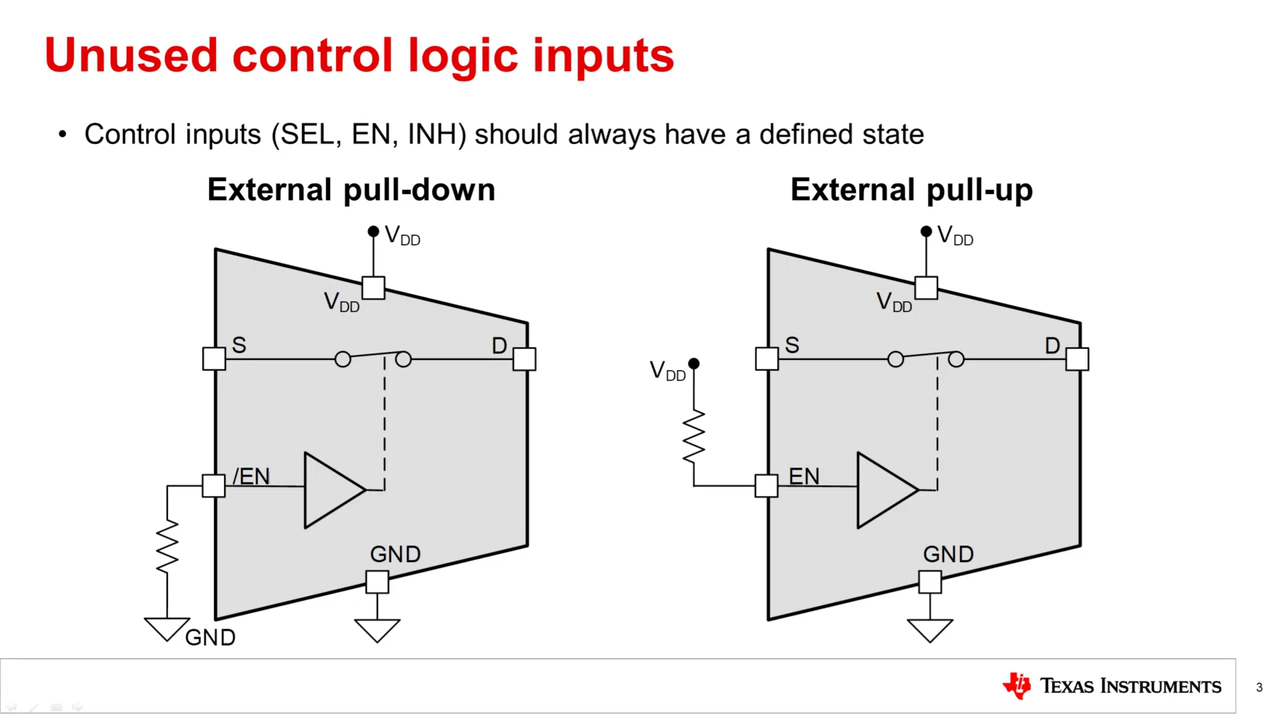 Unused control logic inputs
• Control inputs (SEL, EN, INH) should always have a defined state
External pull-down
VDD
VDD
S
D
/EN
GND
GND
External pull-up
VDD
VDD
S
D
VDD
EN
GND
TEXAS INSTRUMENTS
3